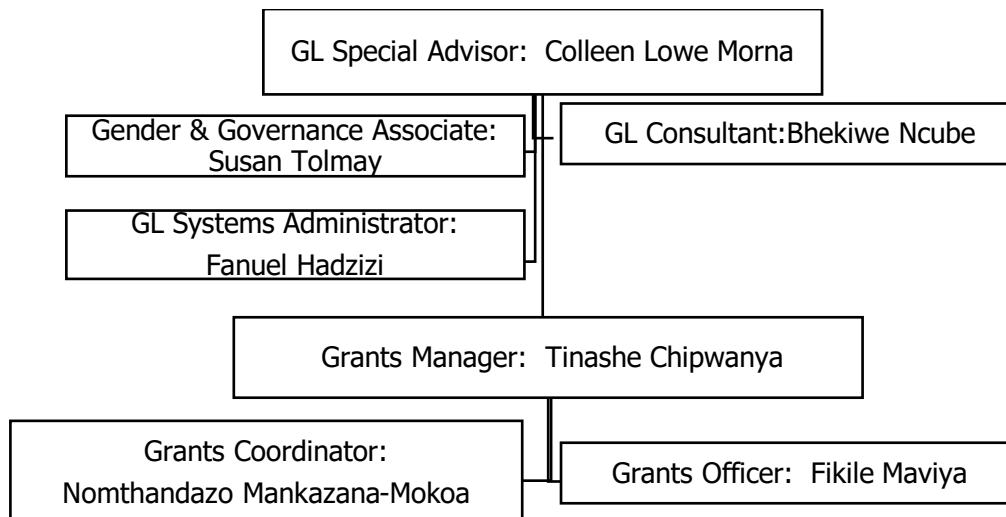 GL Special Advisor:  Colleen Lowe Morna
Gender & Governance Associate:
Susan Tolmay
GL Consultant:Bhekiwe Ncube
GL Systems Administrator:
Fanuel Hadzizi
Grants Manager:  Tinashe Chipwanya
Grants Coordinator:
Nomthandazo Mankazana-Mokoa
Grants Officer:  Fikile Maviya